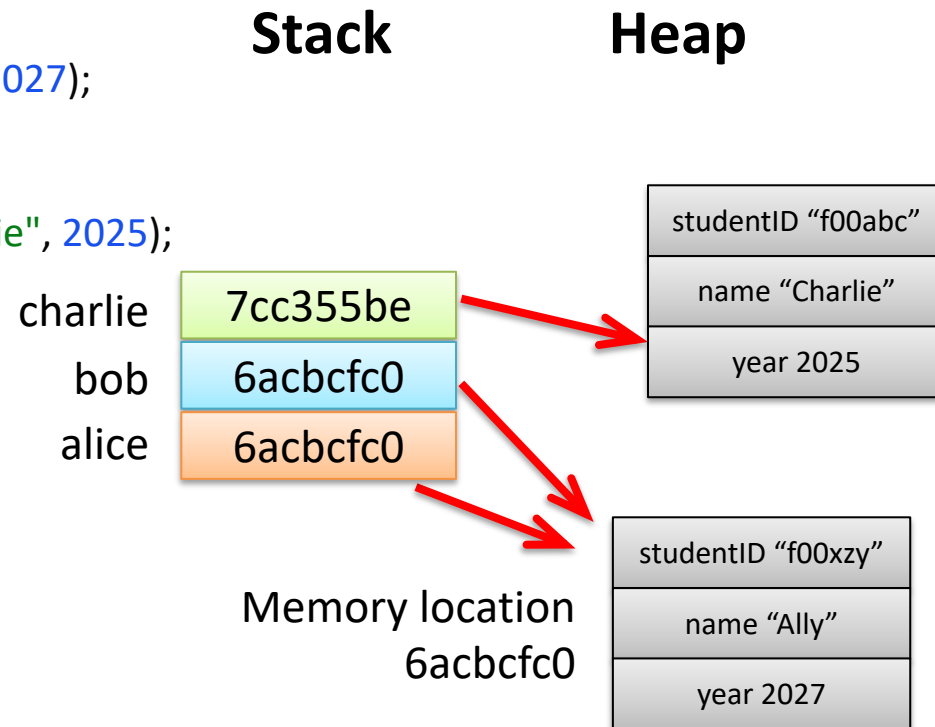 Stack
Heap
027);
ie", 2025);
charlie
7cc355be
bob
6acbcfc0
alice
6acbcfc0
studentID “f00abc”
name “Charlie”
year 2025
Memory location
6acbcfc0
studentID “f00xzy”
name “Ally”
year 2027